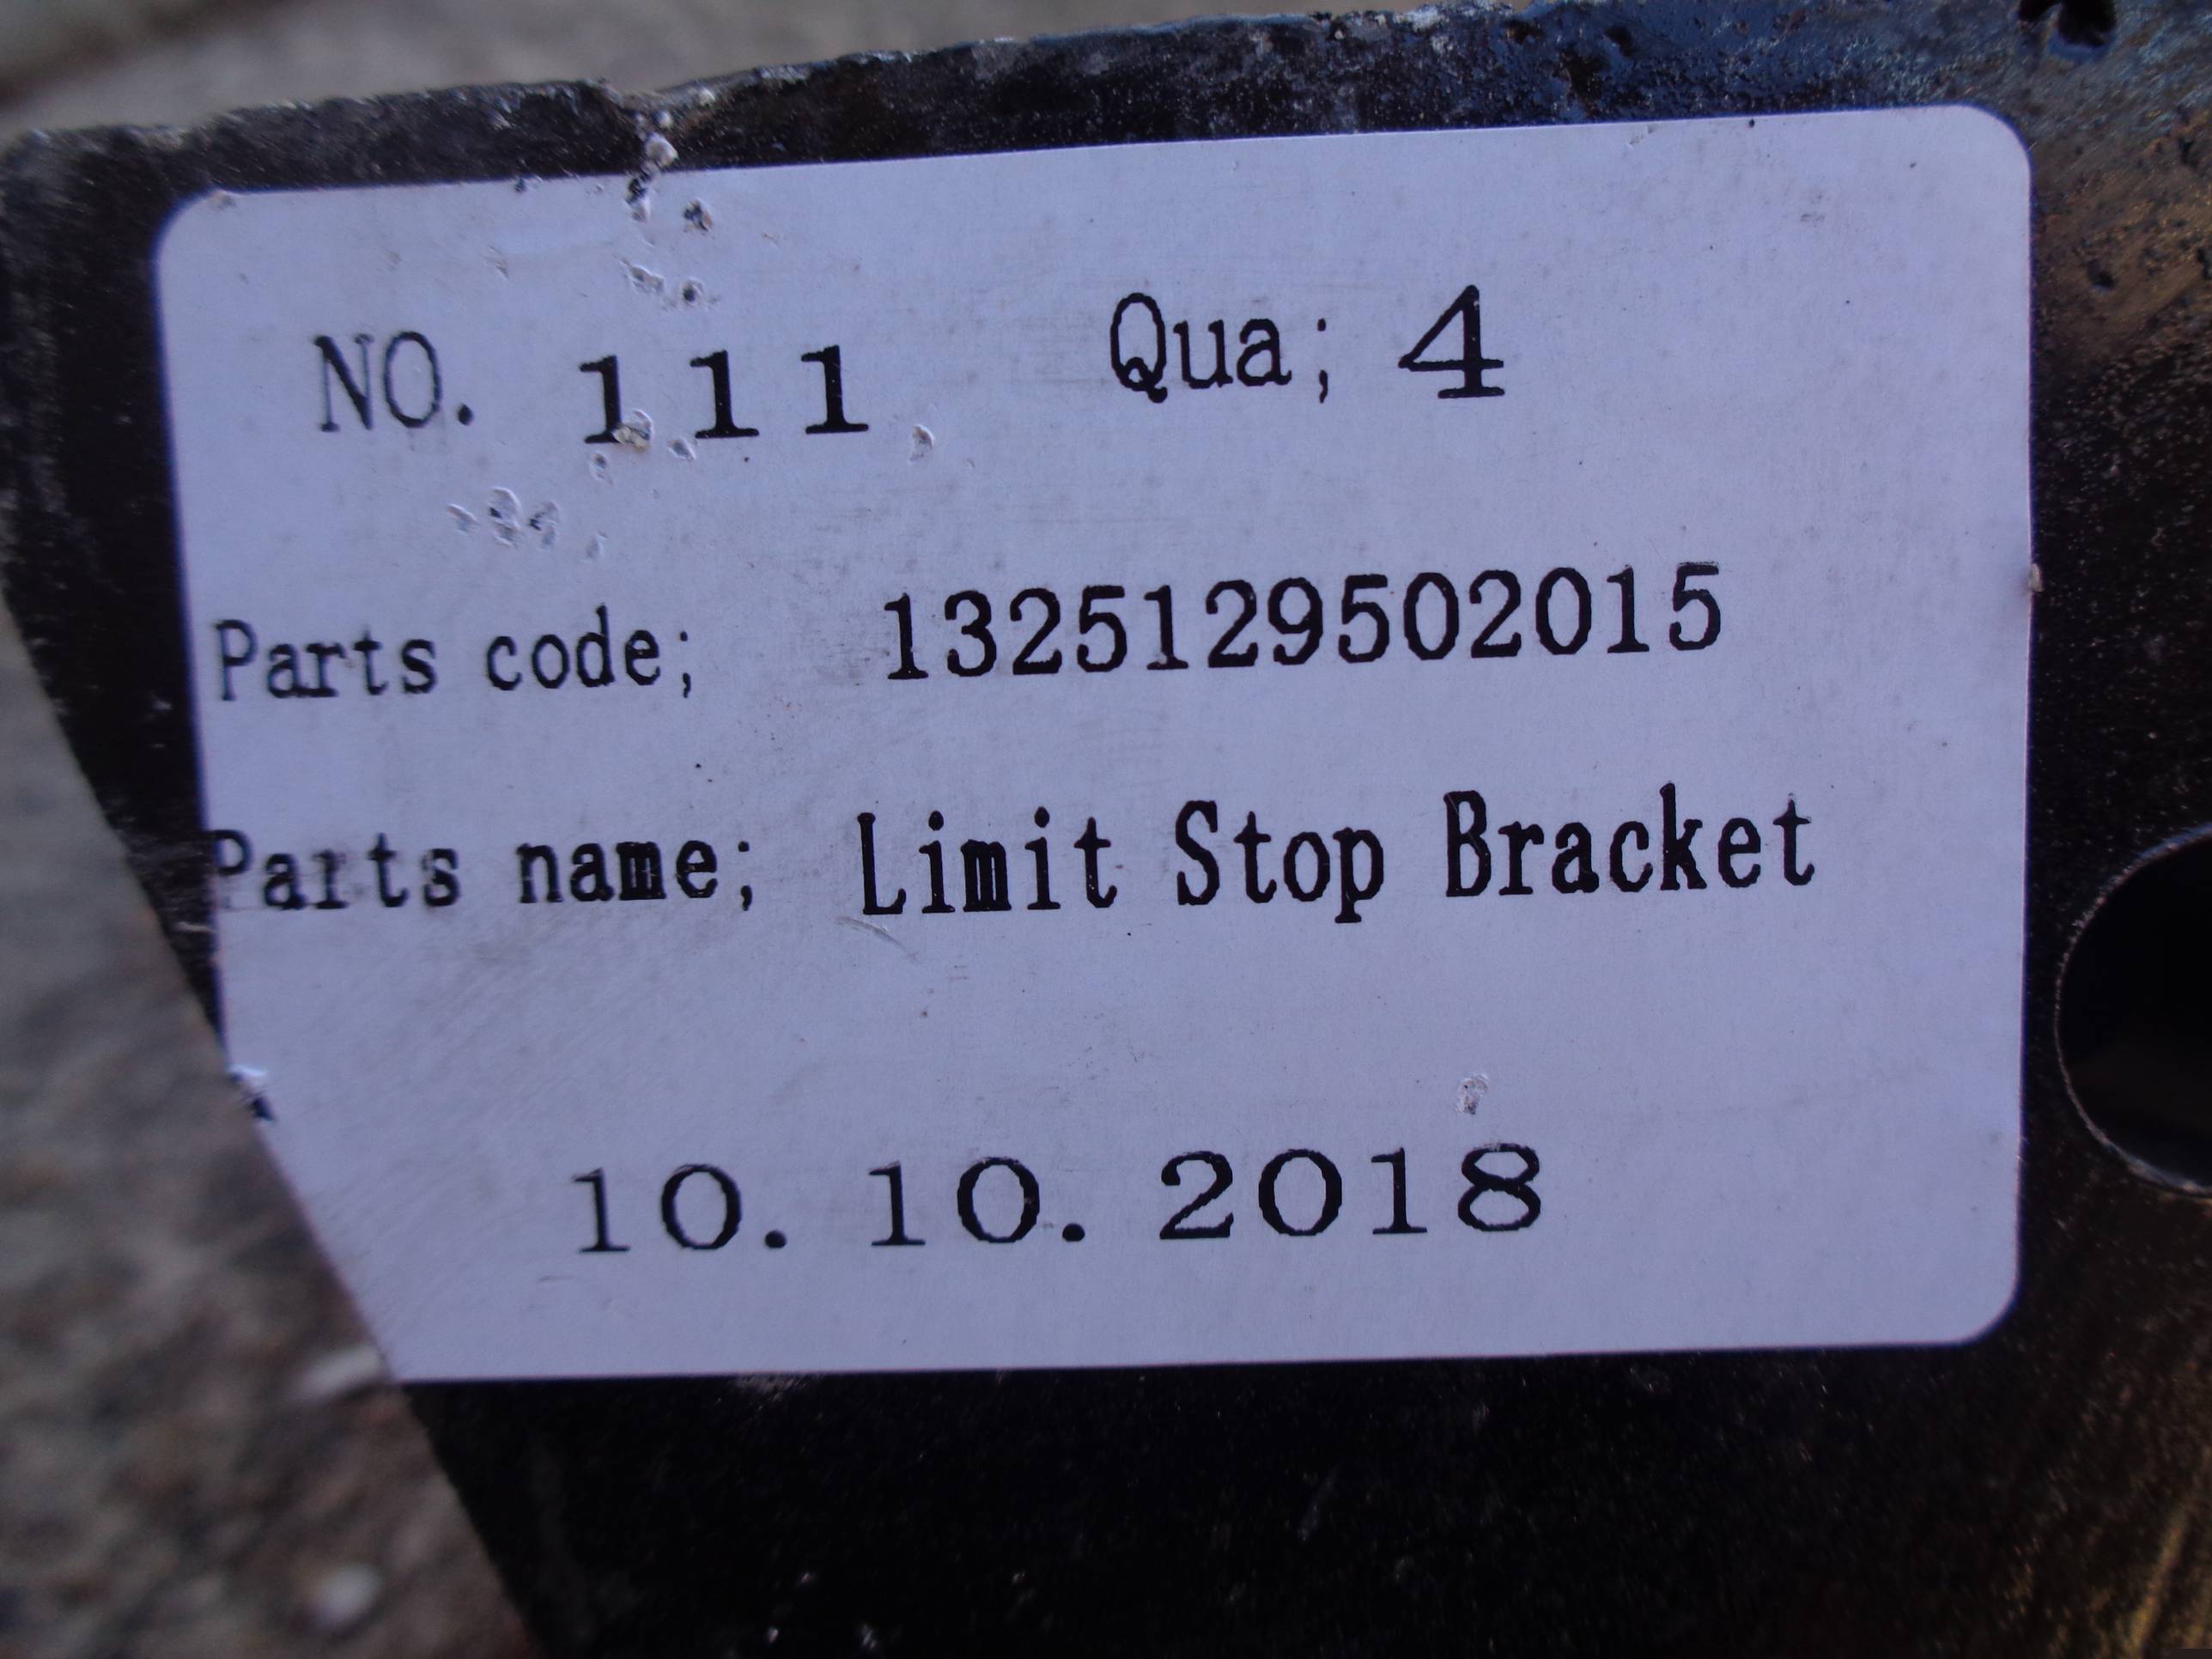 NO. 111 Qua; 4
Parts code; 1325129502015
Parts name; Limit Stop Bracket
10. 10. 2018